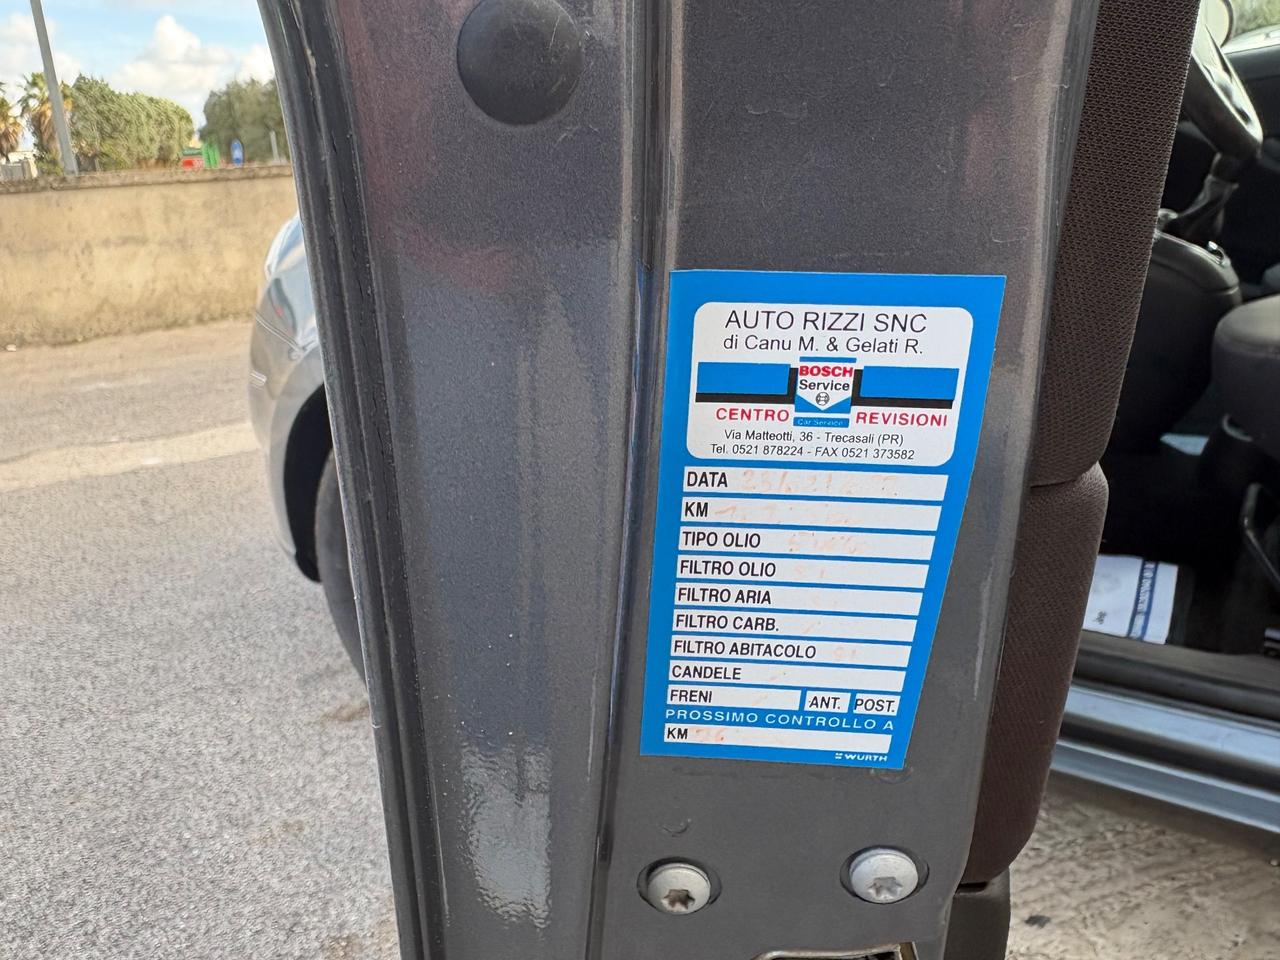 AUTO RIZZI SNC
di Canu M. & Gelati R.
BOSCH
Service
CENTRO REVISIONI
Car Service
Via Matteotti, 36 - Trecasali (PR)
Tel. 0521 878224 - FAX 0521 373582
DATA
KM
TIPO OLIO
FILTRO OLIO
FILTRO ARIA
FILTRO CARB.
FILTRO ABITACOLO
CANDELE
FRENI ANT. POST.
PROSSIMO CONTROLLO A
KM
WÜRTH